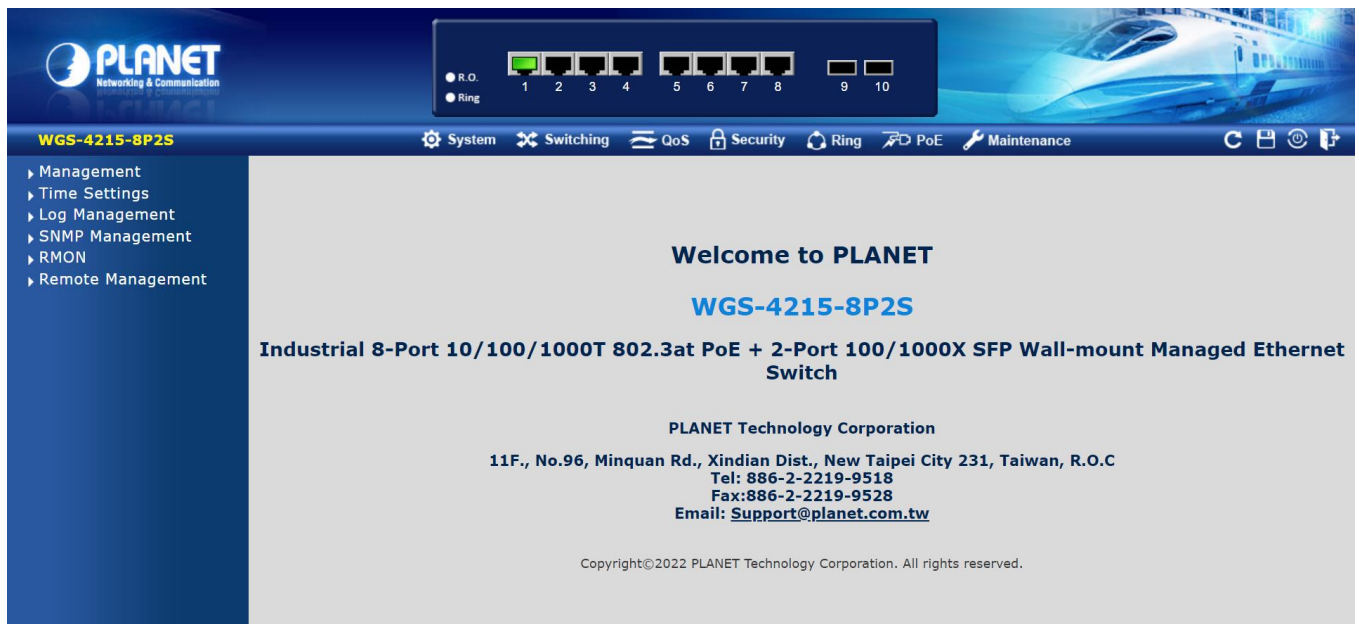 PLANET
Networking & Communication
R.O.
Ring
1 2 3 4 5 6 7 8 9 10
WGS-4215-8P2S
System Switching QoS Security Ring PoE Maintenance
Management
Time Settings
Log Management
SNMP Management
RMON
Remote Management
Welcome to PLANET
WGS-4215-8P2S
Industrial 8-Port 10/100/1000T 802.3at PoE + 2-Port 100/1000X SFP Wall-mount Managed Ethernet
Switch
PLANET Technology Corporation
11F., No.96, Minquan Rd., Xindian Dist., New Taipei City 231, Taiwan, R.O.C
Tel: 886-2-2219-9518
Fax:886-2-2219-9528
Email: Support@planet.com.tw
Copyright©2022 PLANET Technology Corporation. All rights reserved.